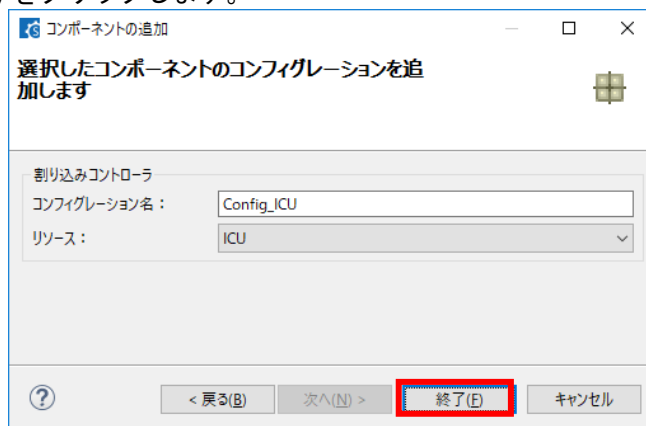 をクリックします。
コンポーネントの追加
選択したコンポーネントのコンフィグレーションを追
加します
割り込みコントローラ
コンフィグレーション名： Config_ICU
リソース： ICU
< 戻る(B) 次へ(N) > 終了(F) キャンセル